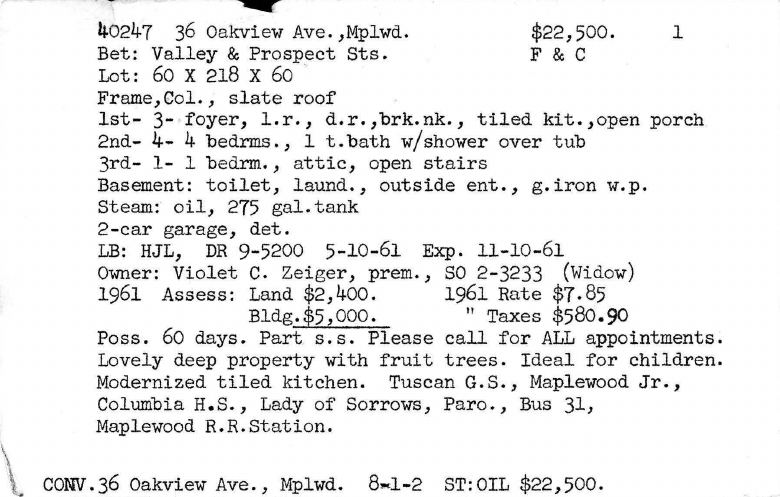 40247 36 Oakview Ave.,Mplwd. $22,500. 1
Bet: Valley & Prospect Sts. F & C
Lot: 60 X 218 X 60
Frame,Col., slate roof
1st- 3- foyer, l.r., d.r.,brk.nk., tiled kit.,open porch
2nd- 4- 4 bedrms., 1 t.bath w/shower over tub
3rd- 1- 1 bedrm., attic, open stairs
Basement: toilet, laund., outside ent., g.iron w.p.
Steam: oil, 275 gal.tank
2-car garage, det.
LB: HJL, DR 9-5200 5-10-61 Exp. 11-10-61
Owner: Violet C. Zeiger, prem., SO 2-3233 (Widow)
1961 Assess: Land $2,400. 1961 Rate $7.85
Bldg.$5,000. " Taxes $580.90
Poss. 60 days. Part s.s. Please call for ALL appointments.
Lovely deep property with fruit trees. Ideal for children.
Modernized tiled kitchen. Tuscan G.S., Maplewood Jr.,
Columbia H.S., Lady of Sorrows, Paro., Bus 31,
Maplewood R.R.Station.
CONV.36 Oakview Ave., Mplwd. 8-1-2 ST:OIL $22,500.